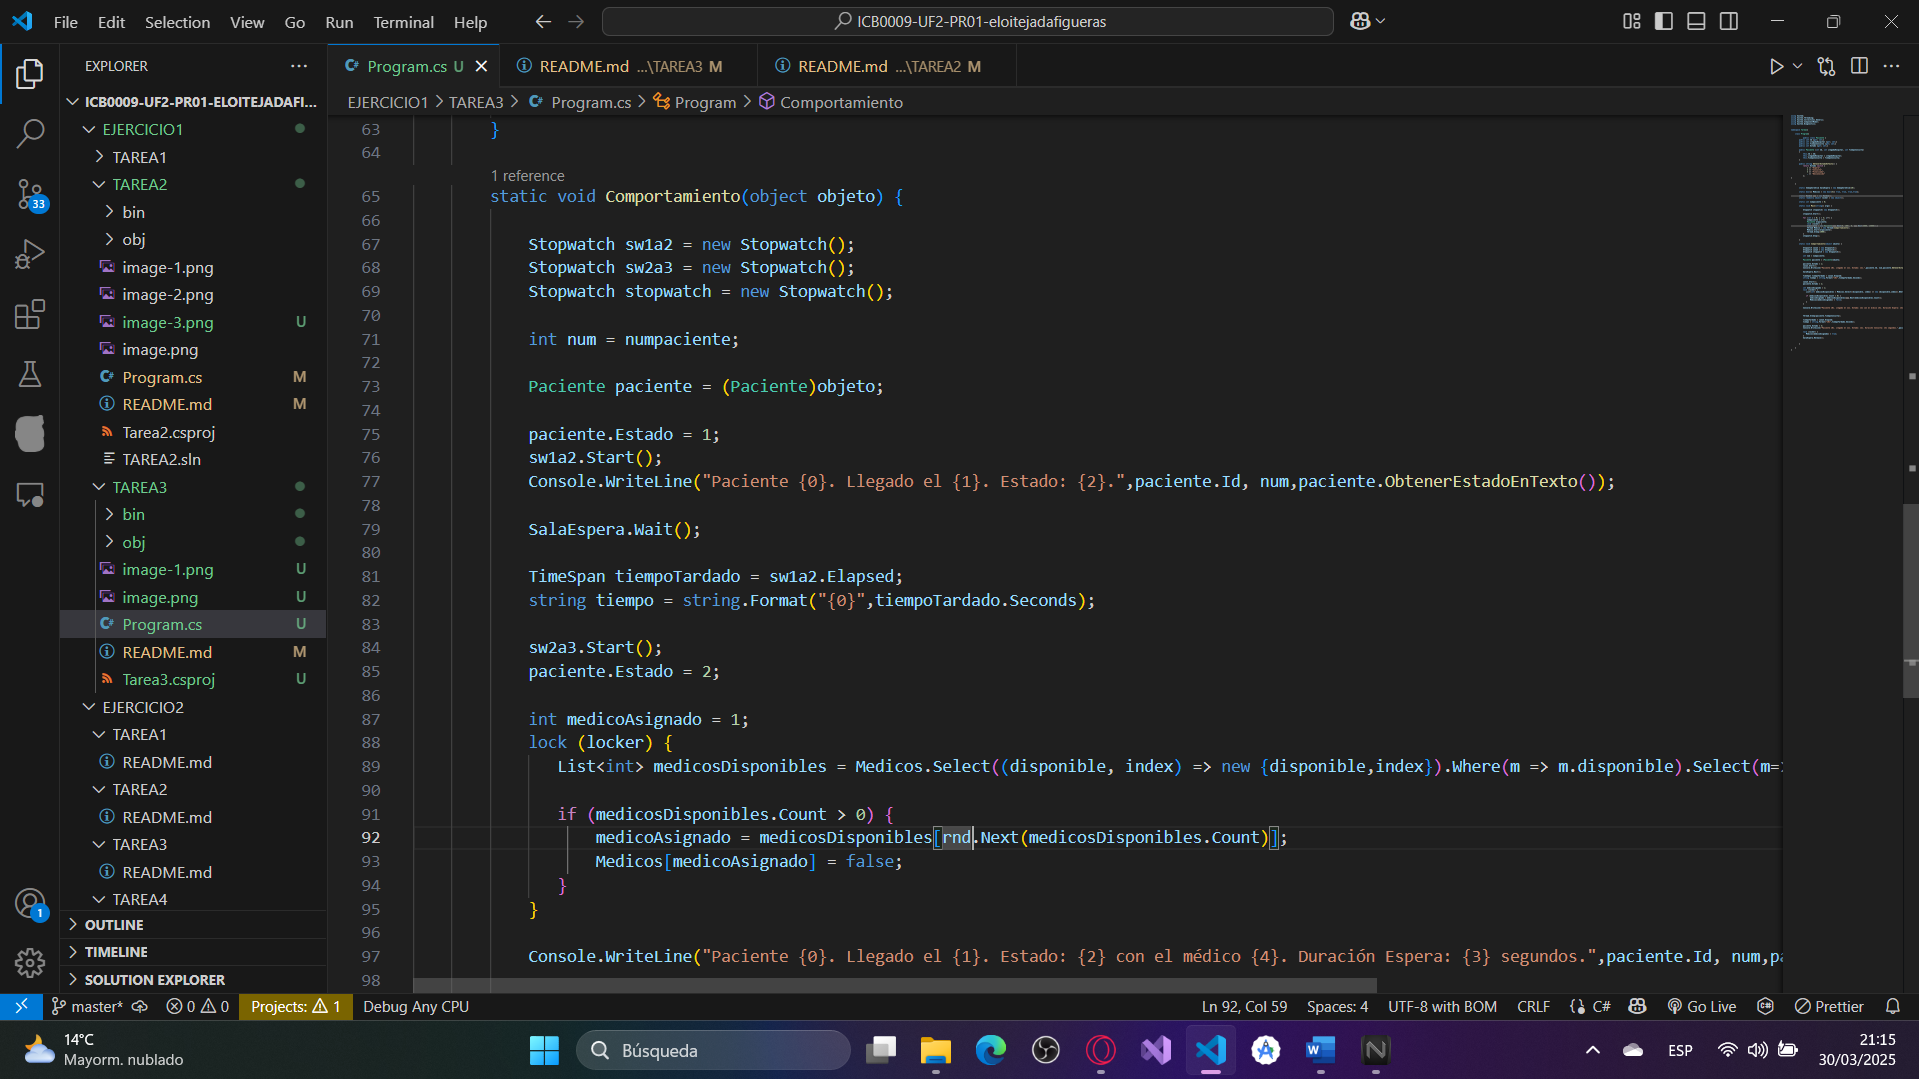 File Edit Selection View Go Run Terminal Help
ICB0009-UF2-PR01-eloitejadafigueras
EXPLORER
Program.cs U
README.md ...\TAREA3 M
README.md ...\TAREA2 M
EJERCICIO1 > TAREA3 > Program.cs > Program > Comportamiento
ICB0009-UF2-PR01-ELOITEJADAFI...
EJERCICIO1
TAREA1
TAREA2
bin
obj
image-1.png
image-2.png
image-3.png U
image.png
Program.cs M
README.md M
Tarea2.csproj
TAREA2.sln
TAREA3
bin
obj
image-1.png U
image.png U
Program.cs U
README.md M
Tarea3.csproj U
EJERCICIO2
TAREA1
README.md
TAREA2
README.md
TAREA3
README.md
TAREA4
OUTLINE
TIMELINE
SOLUTION EXPLORER
33
1
63 }
64
1 reference
65 static void Comportamiento(object objeto) {
66
67 Stopwatch sw1a2 = new Stopwatch();
68 Stopwatch sw2a3 = new Stopwatch();
69 Stopwatch stopwatch = new Stopwatch();
70
71 int num = numpaciente;
72
73 Paciente paciente = (Paciente)objeto;
74
75 paciente.Estado = 1;
76 sw1a2.Start();
77 Console.WriteLine("Paciente {0}. Llegado el {1}. Estado: {2}.",paciente.Id, num,paciente.ObtenerEstadoEnTexto());
78
79 SalaEspera.Wait();
80
81 TimeSpan tiempoTardado = sw1a2.Elapsed;
82 string tiempo = string.Format("{0}",tiempoTardado.Seconds);
83
84 sw2a3.Start();
85 paciente.Estado = 2;
86
87 int medicoAsignado = 1;
88 lock (locker) {
89 List<int> medicosDisponibles = Medicos.Select((disponible, index) => new {disponible,index}).Where(m => m.disponible).Select(m=>
90
91 if (medicosDisponibles.Count > 0) {
92 medicoAsignado = medicosDisponibles[rnd.Next(medicosDisponibles.Count)];
93 Medicos[medicoAsignado] = false;
94 }
95 }
96
97 Console.WriteLine("Paciente {0}. Llegado el {1}. Estado: {2} con el médico {4}. Duración Espera: {3} segundos.",paciente.Id, num,pa
98
master* 0 0 Projects: 1 Debug Any CPU Ln 92, Col 59 Spaces: 4 UTF-8 with BOM CRLF {} C# Go Live Prettier
14°C
Mayorm. nublado
Búsqueda
ESP
21:15
30/03/2025